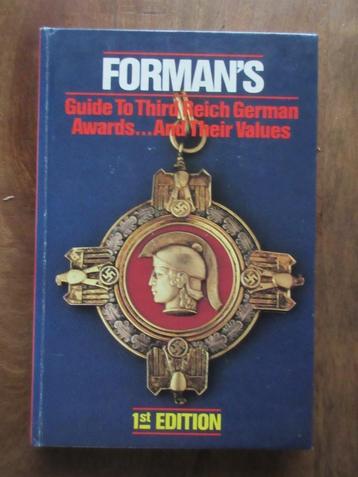 FORMAN'S
Guide To Third Reich German
Awards...And Their Values
1st EDITION